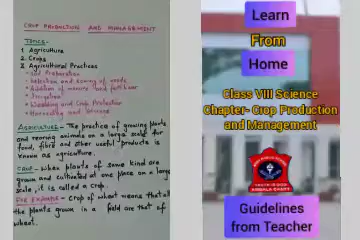 CROP PRODUCTION AND MANAGEMENT
TOPICS:-
1 Agriculture
2 Crops
3 Agricultural Practices
- Soil Preparation
- Selection and sowing of seeds
- Addition of manure and fertilizer
- Irrigation
- Weeding and Crop Protection
- Harvesting and Storage
AGRICULTURE - The practice of growing plants
and rearing animals on a large scale for
food, fibre and other useful products is
known as agriculture.
CROP - When plants of same kind are
grown and cultivated at one place on a large
scale, it is called a crop.
FOR EXAMPLE - Crop of wheat means that all
the plants grown in a field are that of
wheat.
Learn
From
Home
Class VIII Science
Chapter- Crop Production
and Management
Guidelines
from Teacher